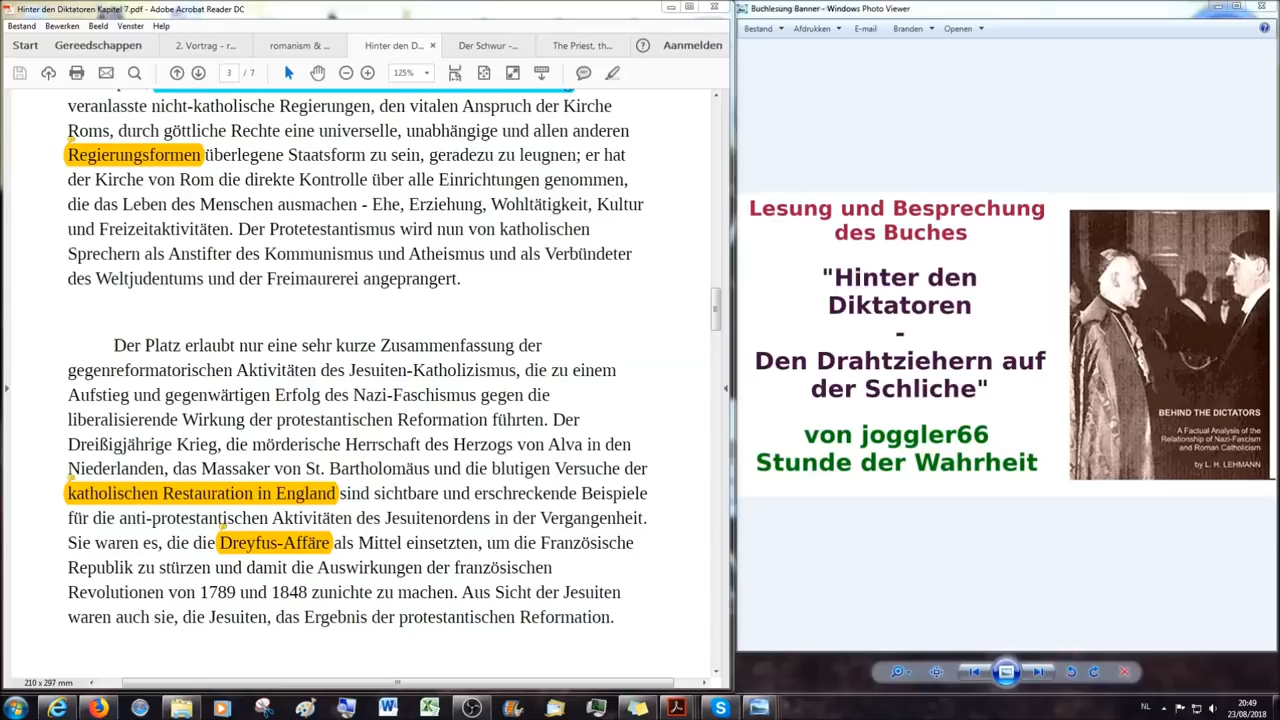 Hinter den Diktatoren Kapitel 7.pdf - Adobe Acrobat Reader DC
Bestand Bewerken Beeld Venster Help
Start Gereedschappen 2. Vortrag - r... romanism & ... Hinter den D... × Der Schwur -... The Priest, th... Aanmelden
3 / 7 125%
veranlasste nicht-katholische Regierungen, den vitalen Anspruch der Kirche
Roms, durch göttliche Rechte eine universelle, unabhängige und allen anderen
Regierungsformen überlegene Staatsform zu sein, geradezu zu leugnen; er hat
der Kirche von Rom die direkte Kontrolle über alle Einrichtungen genommen,
die das Leben des Menschen ausmachen - Ehe, Erziehung, Wohltätigkeit, Kultur
und Freizeitaktivitäten. Der Protetestantismus wird nun von katholischen
Sprechern als Anstifter des Kommunismus und Atheismus und als Verbündeter
des Weltjudentums und der Freimaurerei angeprangert.
Der Platz erlaubt nur eine sehr kurze Zusammenfassung der
gegenreformatorischen Aktivitäten des Jesuiten-Katholizismus, die zu einem
Aufstieg und gegenwärtigen Erfolg des Nazi-Faschismus gegen die
liberalisierende Wirkung der protestantischen Reformation führten. Der
Dreißigjährige Krieg, die mörderische Herrschaft des Herzogs von Alva in den
Niederlanden, das Massaker von St. Bartholomäus und die blutigen Versuche der
katholischen Restauration in England sind sichtbare und erschreckende Beispiele
für die anti-protestantischen Aktivitäten des Jesuitenordens in der Vergangenheit.
Sie waren es, die die Dreyfus-Affäre als Mittel einsetzten, um die Französische
Republik zu stürzen und damit die Auswirkungen der französischen
Revolutionen von 1789 und 1848 zunichte zu machen. Aus Sicht der Jesuiten
waren auch sie, die Jesuiten, das Ergebnis der protestantischen Reformation.
210 x 297 mm
Buchlesung Banner - Windows Photo Viewer
Bestand Afdrukken E-mail Branden Openen
Lesung und Besprechung
des Buches
"Hinter den
Diktatoren
-
Den Drahtziehern auf
der Schliche"
von joggler66
Stunde der Wahrheit
BEHIND THE DICTATORS
A Factual Analysis of the
Relationship of Nazi-Fascism
and Roman Catholicism
by L. H. LEHMANN
NL
20:49
23/08/2018